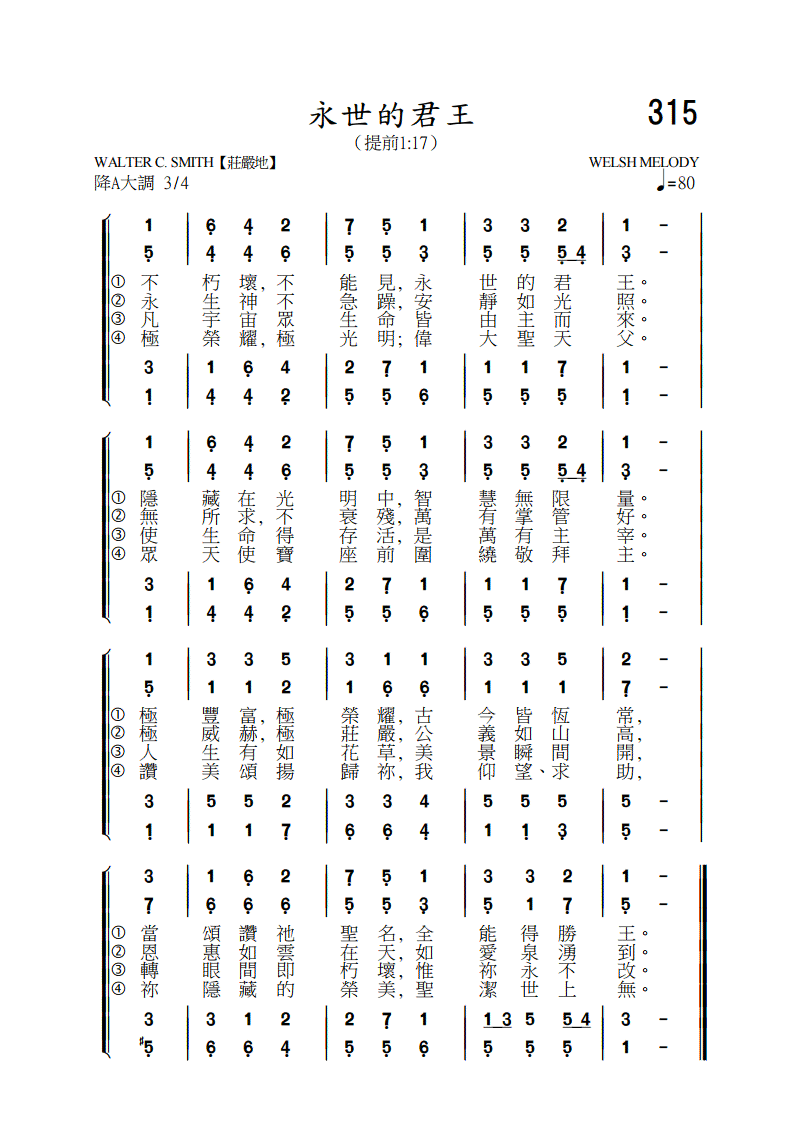 永世的君王
315
（提前1:17）
WALTER C. SMITH【莊嚴地】
WELSH MELODY
降A大調 3/4
♩=80
1 | 6̣ 4̣ 2 | 7̣ 5̣ 1 | 3 3 2 | 1 -
5̣ | 4̣ 4̣ 6̣ | 5̣ 5̣ 3̣ | 5̣ 5̣ 5̣ 4̣ | 3̣ -
① 不 朽 壞, 不 能 見, 永 世 的 君 王。
② 永 生 神 不 急 躁, 安 靜 如 光 照。
③ 凡 宇 宙 眾 生 命 皆 由 主 而 來。
④ 極 榮 耀, 極 光 明; 偉 大 聖 天 父。
3 | 1 6̣ 4 | 2 7̣ 1 | 1 1 7̣ | 1 -
1̣ | 4̣ 4̣ 2̣ | 5̣ 5̣ 6̣ | 5̣ 5̣ 5̣ | 1̣ -
1 | 6̣ 4̣ 2 | 7̣ 5̣ 1 | 3 3 2 | 1 -
5̣ | 4̣ 4̣ 6̣ | 5̣ 5̣ 3̣ | 5̣ 5̣ 5̣ 4̣ | 3̣ -
① 隱 藏 在 光 明 中, 智 慧 無 限 量。
② 無 所 求, 不 衰 殘, 萬 有 掌 管 好。
③ 使 生 命 得 存 活, 是 萬 有 主 宰。
④ 眾 天 使 寶 座 前 圍 繞 敬 拜 主。
3 | 1 6̣ 4 | 2 7̣ 1 | 1 1 7̣ | 1 -
1̣ | 4̣ 4̣ 2̣ | 5̣ 5̣ 6̣ | 5̣ 5̣ 5̣ | 1̣ -
1 | 3 3 5 | 3 1 1 | 3 3 5 | 2 -
5̣ | 1 1 2 | 1 6̣ 6̣ | 1 1 1 | 7̣ -
① 極 豐 富, 極 榮 耀, 古 今 皆 恆 常,
② 極 威 赫, 極 莊 嚴, 公 義 如 山 高,
③ 人 生 有 如 花 草, 美 景 瞬 間 開,
④ 讚 美 頌 揚 歸 祢, 我 仰 望、求 助,
3 | 5 5 2 | 3 3 4 | 5 5 5 | 5 -
1̣ | 1 1 7̣ | 6̣ 6̣ 4̣ | 1 1̣ 3̣ | 5̣ -
3 | 1 6̣ 2 | 7̣ 5̣ 1 | 3 3 2 | 1 -
7̣ | 6̣ 6̣ 6̣ | 5̣ 5̣ 3̣ | 5̣ 1 7̣ | 1 -
① 當 頌 讚 祂 聖 名, 全 能 得 勝 王。
② 恩 惠 如 雲 在 天, 如 愛 泉 湧 到。
③ 轉 眼 間 即 朽 壞, 惟 祢 永 不 改。
④ 祢 隱 藏 的 榮 美, 聖 潔 世 上 無。
3 | 3 1 2 | 2 7̣ 1 | 1 3 5 5 4 | 3 -
♯5̣ | 6̣ 6̣ 4̣ | 5̣ 5̣ 6̣ | 5̣ 5̣ 5̣ | 1 -